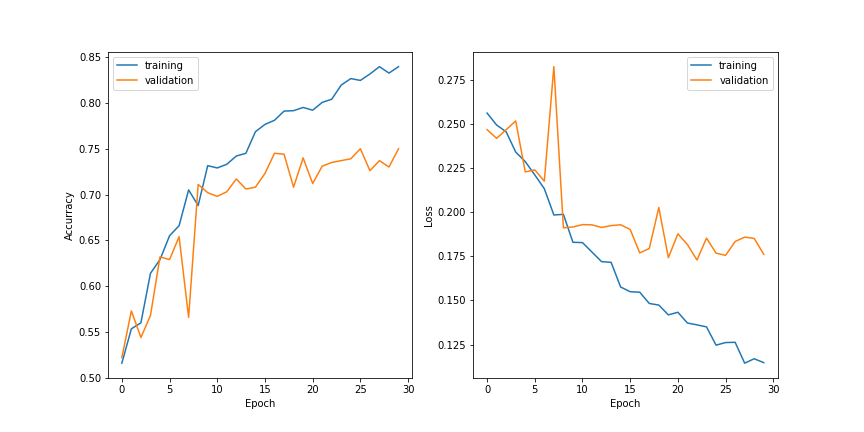 training
validation
0.85
0.80
0.75
0.70
0.65
0.60
0.55
0.50
Accurracy
0 5 10 15 20 25 30
Epoch
training
validation
0.275
0.250
0.225
0.200
0.175
0.150
0.125
Loss
0 5 10 15 20 25 30
Epoch